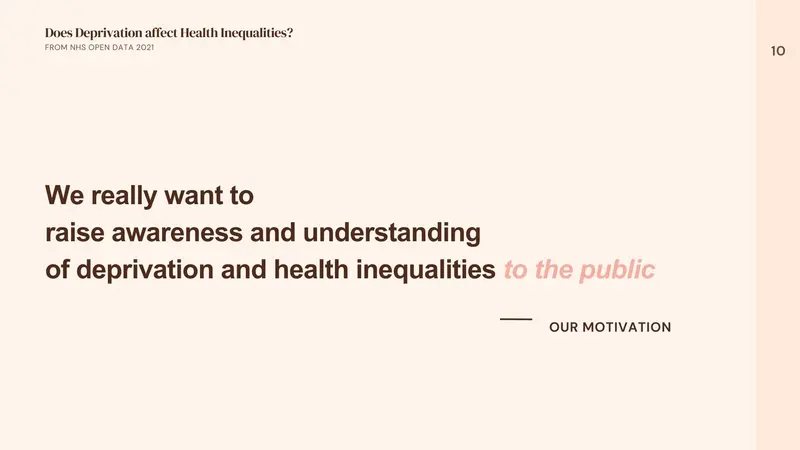 Does Deprivation affect Health Inequalities?
FROM NHS OPEN DATA 2021
10
We really want to
raise awareness and understanding
of deprivation and health inequalities to the public
OUR MOTIVATION